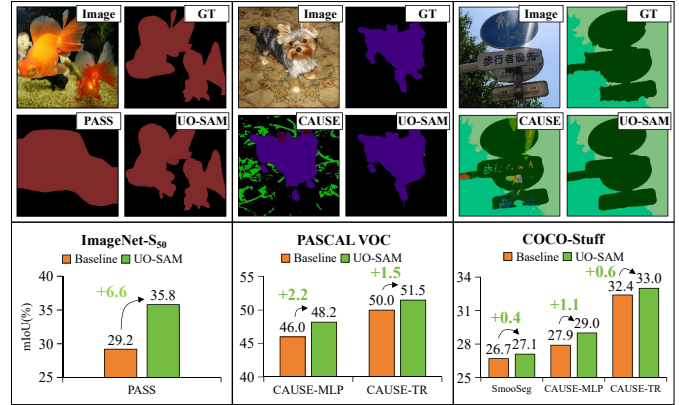 Image
GT
PASS
UO-SAM
Image
GT
CAUSE
UO-SAM
Image
歩行者優先
GT
CAUSE
UO-SAM
ImageNet-S₅₀
Baseline UO-SAM
mIoU(%)
40
35
30
25
+6.6
29.2
35.8
PASS
PASCAL VOC
Baseline UO-SAM
55
50
45
40
+2.2
46.0
48.2
+1.5
50.0
51.5
CAUSE-MLP CAUSE-TR
COCO-Stuff
Baseline UO-SAM
35
33
31
29
27
25
+0.4
26.7
27.1
+1.1
27.9
29.0
+0.6
32.4
33.0
SmooSeg CAUSE-MLP CAUSE-TR